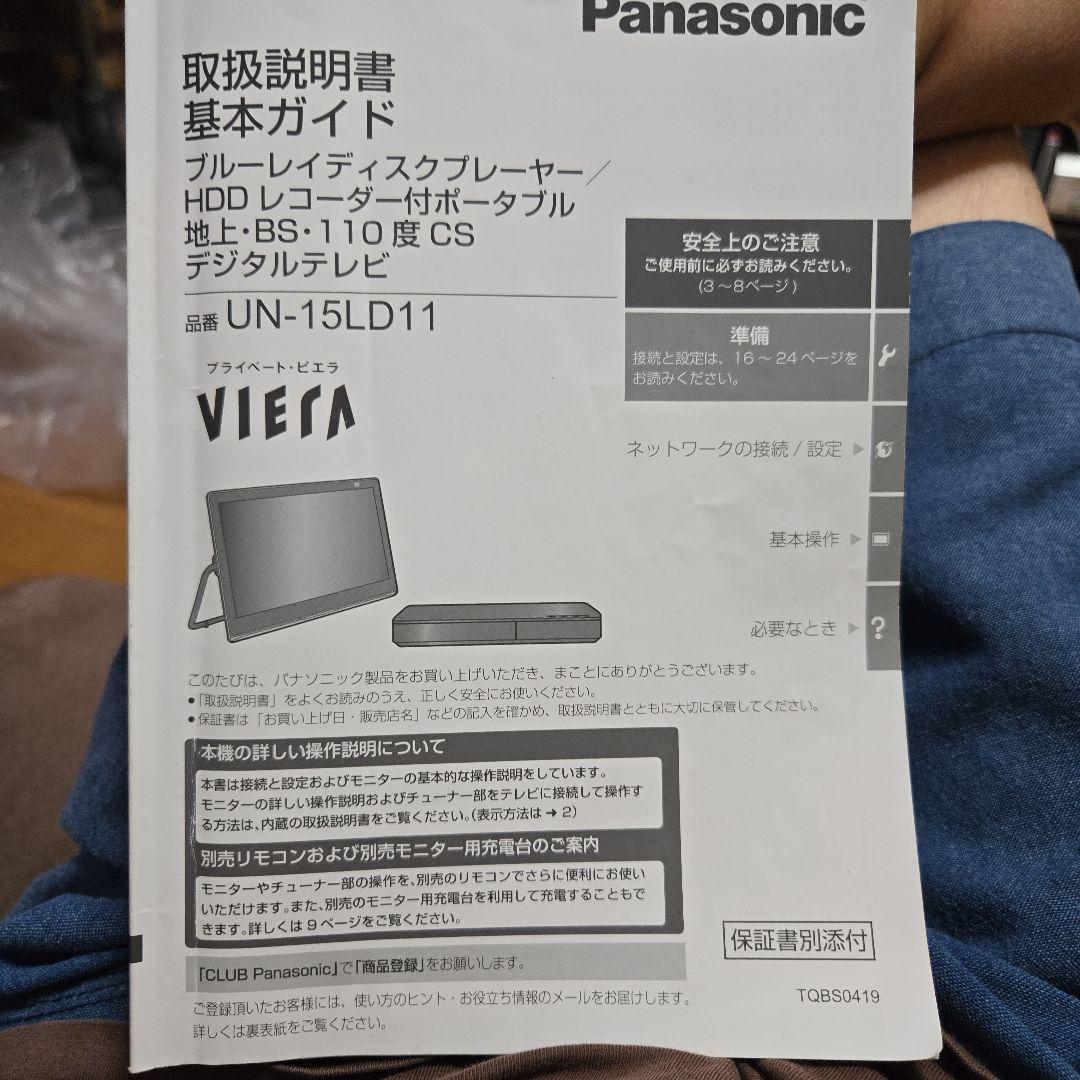 Panasonic
取扱説明書
基本ガイド
ブルーレイディスクプレーヤー／
HDD レコーダー付ポータブル
地上・BS・110 度 CS
デジタルテレビ
品番 UN-15LD11
プライベート・ビエラ
VIERA
安全上のご注意
ご使用前に必ずお読みください。
(3～8ページ)
準備
接続と設定は、16～24ページを
お読みください。
ネットワークの接続 / 設定 ▶
基本操作 ▶
必要なとき ▶ ?
このたびは、パナソニック製品をお買い上げいただき、まことにありがとうございます。
●「取扱説明書」をよくお読みのうえ、正しく安全にお使いください。
●保証書は「お買い上げ日・販売店名」などの記入を確かめ、取扱説明書とともに大切に保管してください。
本機の詳しい操作説明について
本書は接続と設定およびモニターの基本的な操作説明をしています。
モニターの詳しい操作説明およびチューナー部をテレビに接続して操作す
る方法は、内蔵の取扱説明書をご覧ください。(表示方法は ➜ 2)
別売リモコンおよび別売モニター用充電台のご案内
モニターやチューナー部の操作を、別売のリモコンでさらに便利にお使い
いただけます。また、別売のモニター用充電台を利用して充電することもで
きます。詳しくは 9 ページをご覧ください。
「CLUB Panasonic」で「商品登録」をお願いします。
ご登録頂いたお客様には、使い方のヒント・お役立ち情報のメールをお届けします。
詳しくは裏表紙をご覧ください。
保証書別添付
TQBS0419